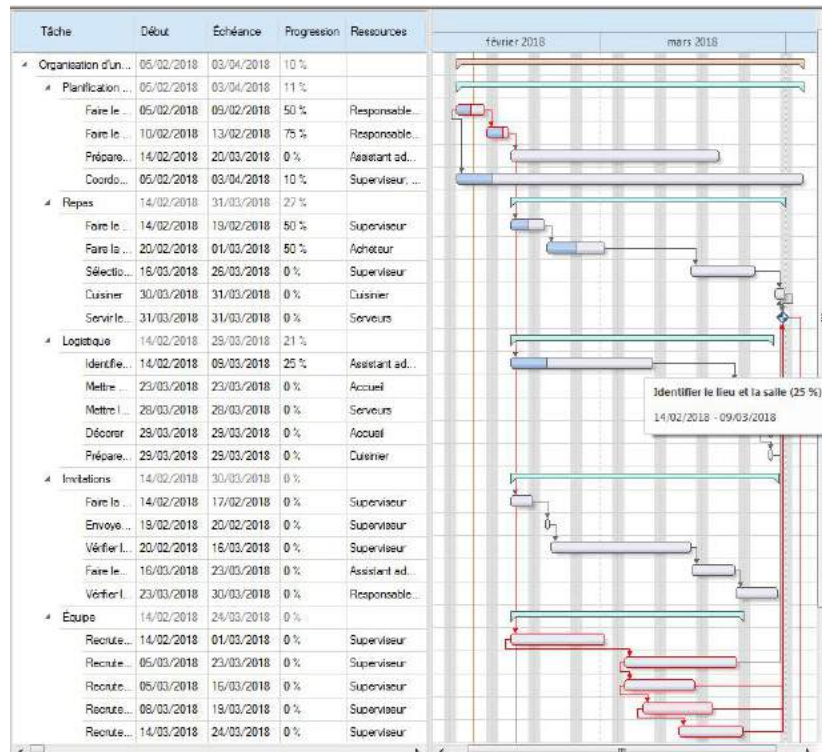 Tâche Début Échéance Progression Ressources
février 2018 mars 2018
Organisation d'un... 05/02/2018 03/04/2018 10 %
Planification ... 05/02/2018 03/04/2018 11 %
Faire le ... 05/02/2018 09/02/2018 50 % Responsable...
Faire le ... 10/02/2018 13/02/2018 75 % Responsable...
Prépare... 14/02/2018 20/03/2018 0 % Assistant ad...
Coordo... 05/02/2018 03/04/2018 10 % Superviseur, ...
Repas 14/02/2018 31/03/2018 27 %
Faire le ... 14/02/2018 19/02/2018 50 % Superviseur
Faire la ... 20/02/2018 01/03/2018 50 % Acheteur
Sélectio... 16/03/2018 26/03/2018 0 % Superviseur
Cuisiner 30/03/2018 31/03/2018 0 % Cuisinier
Servir le... 31/03/2018 31/03/2018 0 % Serveurs
Logistique 14/02/2018 29/03/2018 21 %
Identifie... 14/02/2018 09/03/2018 25 % Assistant ad...
Mettre ... 23/03/2018 23/03/2018 0 % Accueil
Mettre l... 28/03/2018 28/03/2018 0 % Serveurs
Décorer 29/03/2018 29/03/2018 0 % Accueil
Prépare... 29/03/2018 29/03/2018 0 % Cuisinier
Identifier le lieu et la salle (25 %)
14/02/2018 - 09/03/2018
Invitations 14/02/2018 30/03/2018 0 %
Faire la ... 14/02/2018 17/02/2018 0 % Superviseur
Envoye... 19/02/2018 20/02/2018 0 % Superviseur
Vérifier l... 20/02/2018 16/03/2018 0 % Superviseur
Faire le... 16/03/2018 23/03/2018 0 % Assistant ad...
Vérifier l... 23/03/2018 30/03/2018 0 % Responsable...
Équipe 14/02/2018 24/03/2018 0 %
Recrute... 14/02/2018 01/03/2018 0 % Superviseur
Recrute... 05/03/2018 23/03/2018 0 % Superviseur
Recrute... 05/03/2018 16/03/2018 0 % Superviseur
Recrute... 08/03/2018 19/03/2018 0 % Superviseur
Recrute... 14/03/2018 24/03/2018 0 % Superviseur